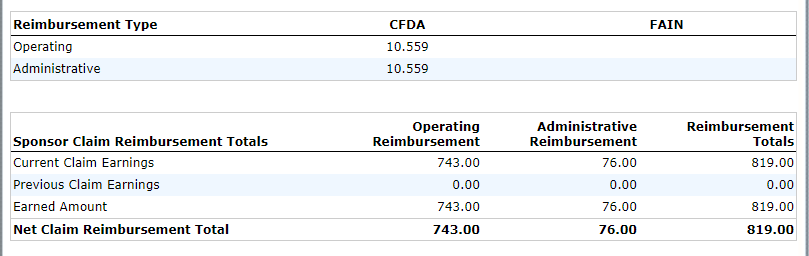 Reimbursement Type CFDA FAIN
Operating 10.559
Administrative 10.559
Operating Administrative Reimbursement
Sponsor Claim Reimbursement Totals Reimbursement Reimbursement Totals
Current Claim Earnings 743.00 76.00 819.00
Previous Claim Earnings 0.00 0.00 0.00
Earned Amount 743.00 76.00 819.00
Net Claim Reimbursement Total 743.00 76.00 819.00